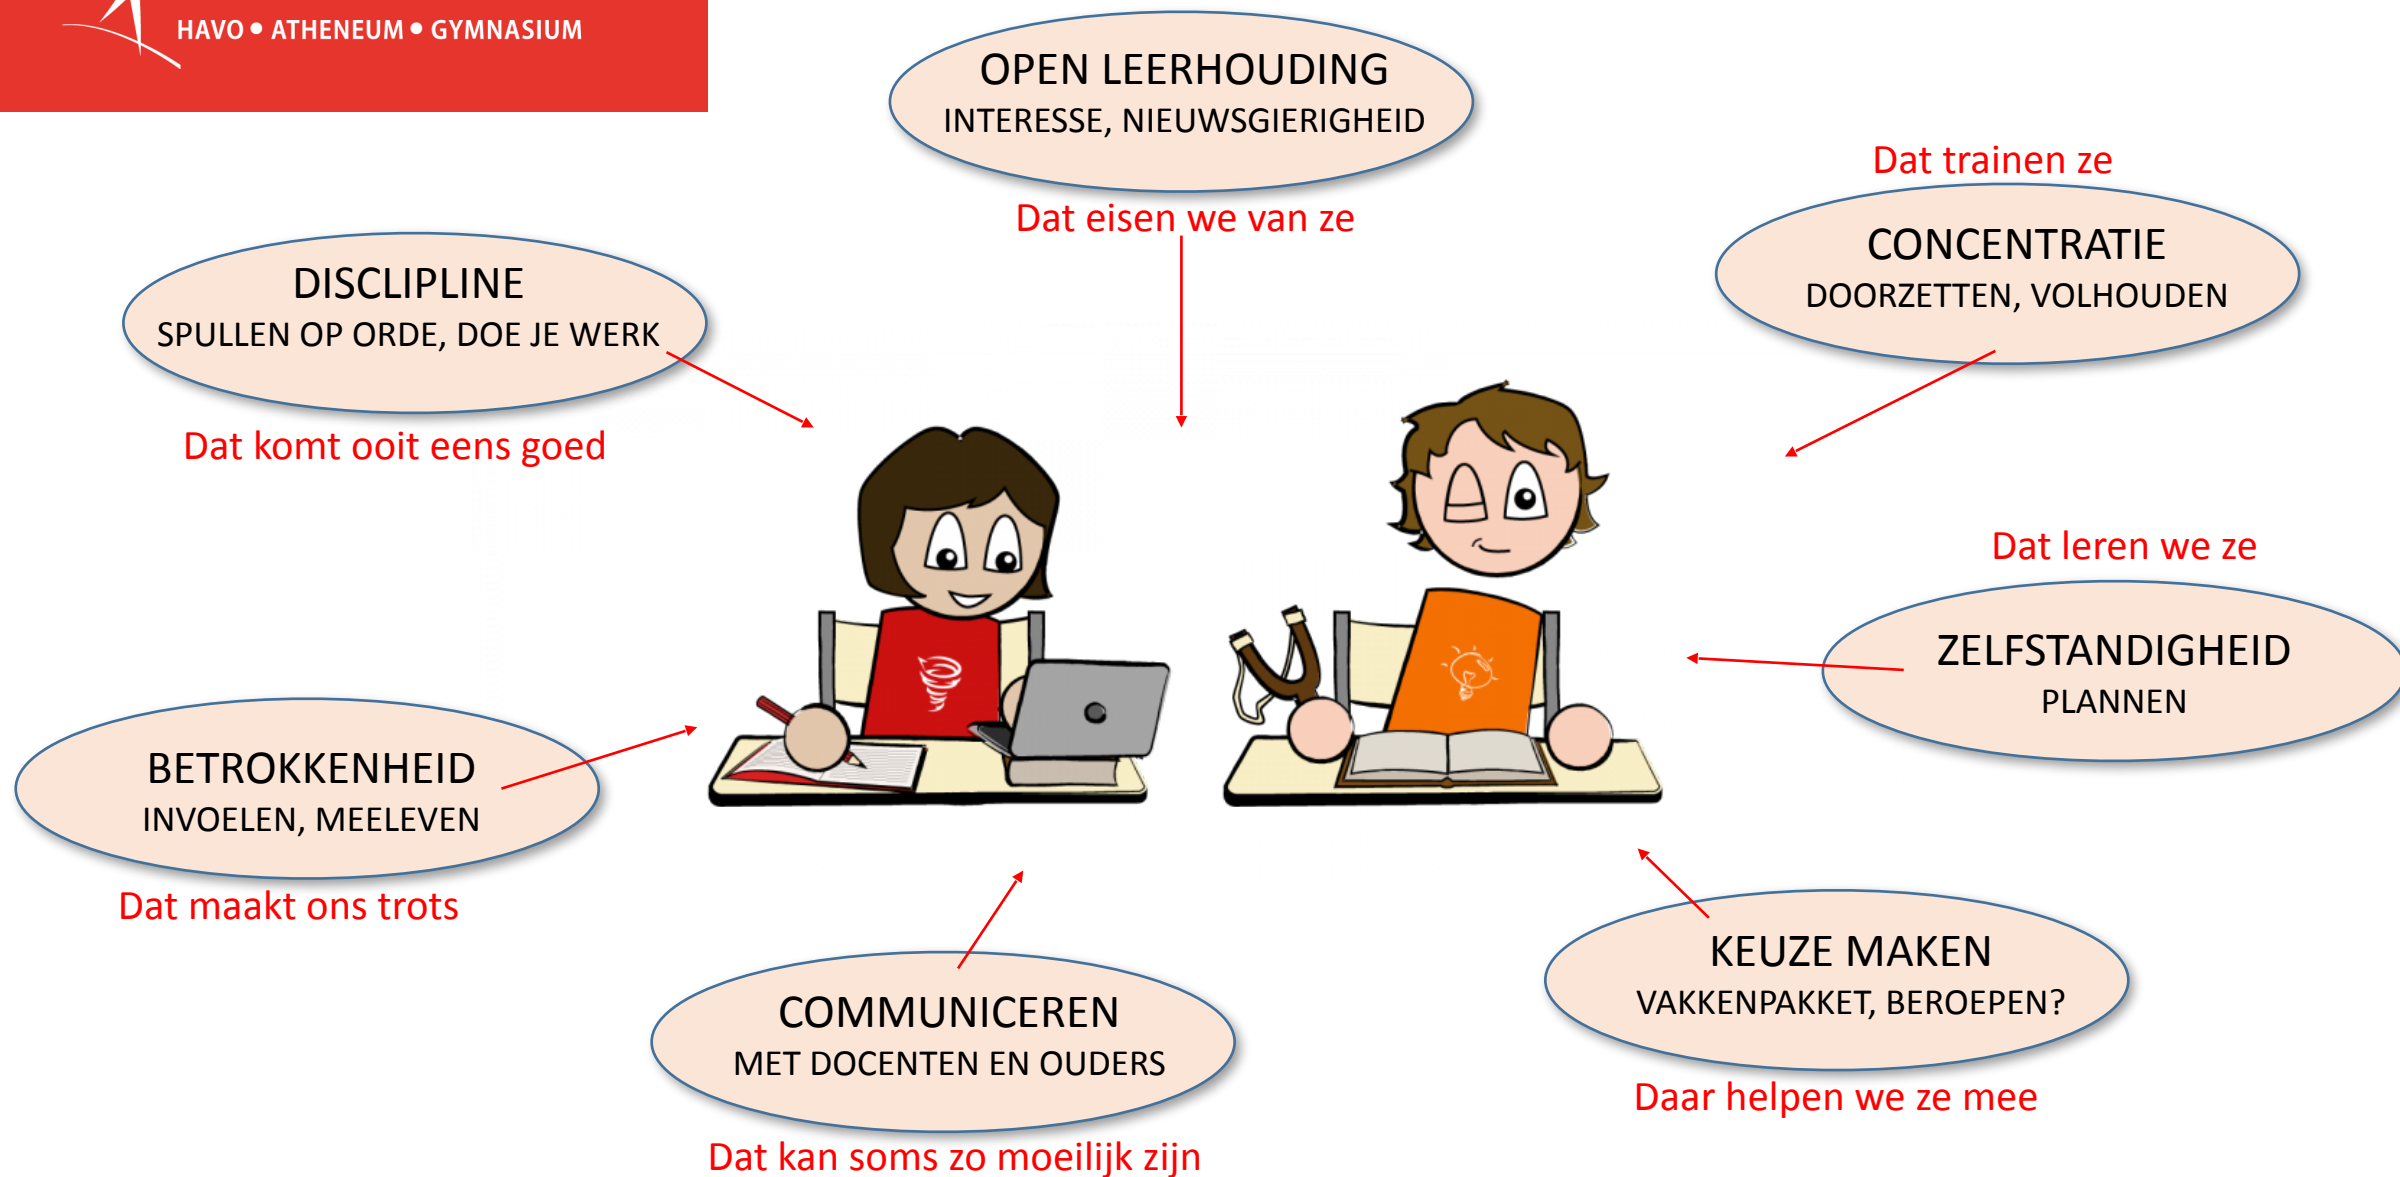 HAVO • ATHENEUM • GYMNASIUM
OPEN LEERHOUDING
INTERESSE, NIEUWSGIERIGHEID
Dat eisen we van ze
Dat trainen ze
CONCENTRATIE
DOORZETTEN, VOLHOUDEN
DISCLIPLINE
SPULLEN OP ORDE, DOE JE WERK
Dat komt ooit eens goed
Dat leren we ze
ZELFSTANDIGHEID
PLANNEN
BETROKKENHEID
INVOELEN, MEELEVEN
Dat maakt ons trots
KEUZE MAKEN
VAKKENPAKKET, BEROEPEN?
Daar helpen we ze mee
COMMUNICEREN
MET DOCENTEN EN OUDERS
Dat kan soms zo moeilijk zijn